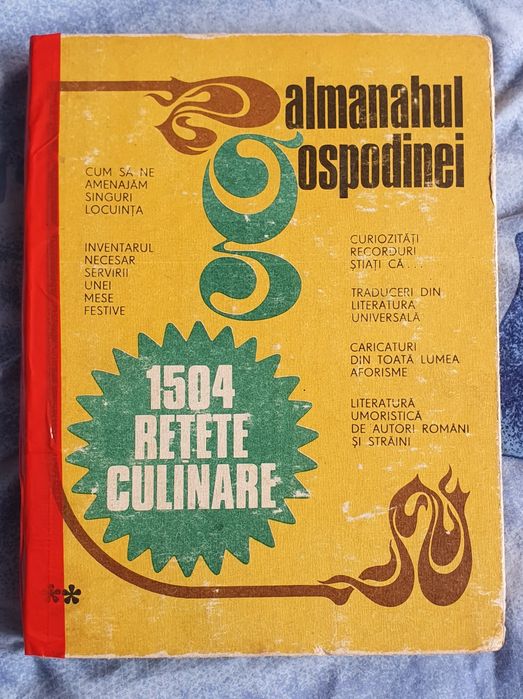 almanahul
gospodinei
CUM SĂ NE
AMENAJĂM
SINGURI
LOCUINȚA
INVENTARUL
NECESAR
SERVIRII
UNEI
MESE
FESTIVE
CURIOZITĂȚI
RECORDURI
ȘTIAȚI CĂ...
TRADUCERI DIN
LITERATURA
UNIVERSALĂ
CARICATURI
DIN TOATĂ LUMEA
AFORISME
LITERATURĂ
UMORISTICĂ
DE AUTORI ROMÂNI
ȘI STRĂINI
1504
REȚETE
CULINARE
**